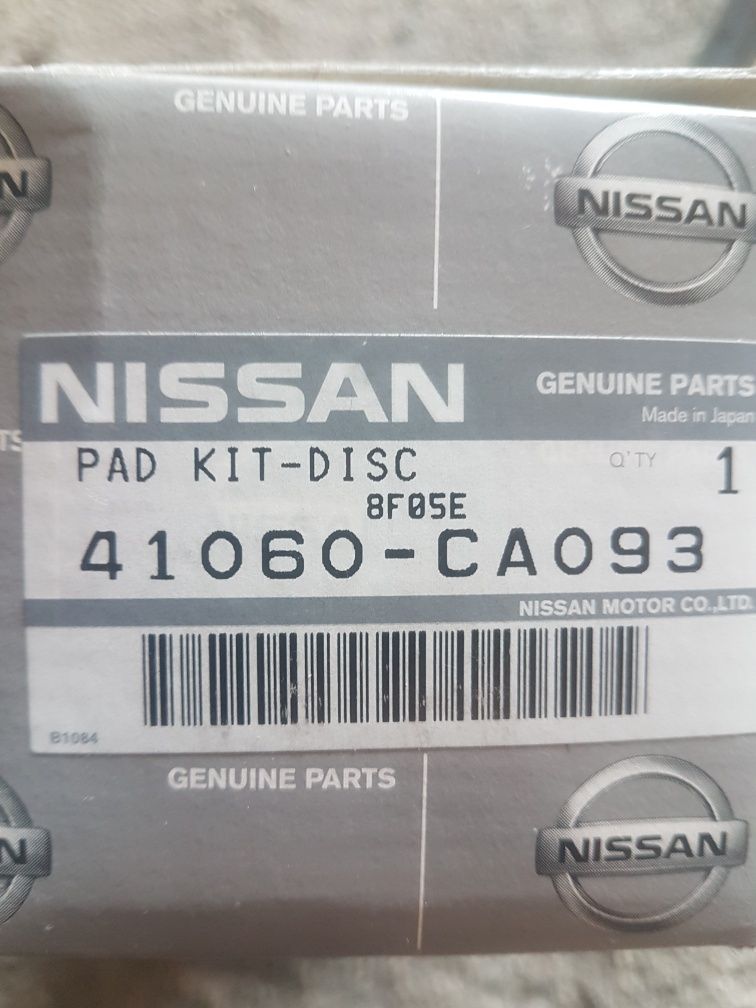 GENUINE PARTS
N
NISSAN
NISSAN
GENUINE PARTS
Made in Japan
TS
PAD KIT-DISC
Q'TY 1
8F05E
41060-CA093
NISSAN MOTOR CO.,LTD.
B1084
GENUINE PARTS
N
NISSAN